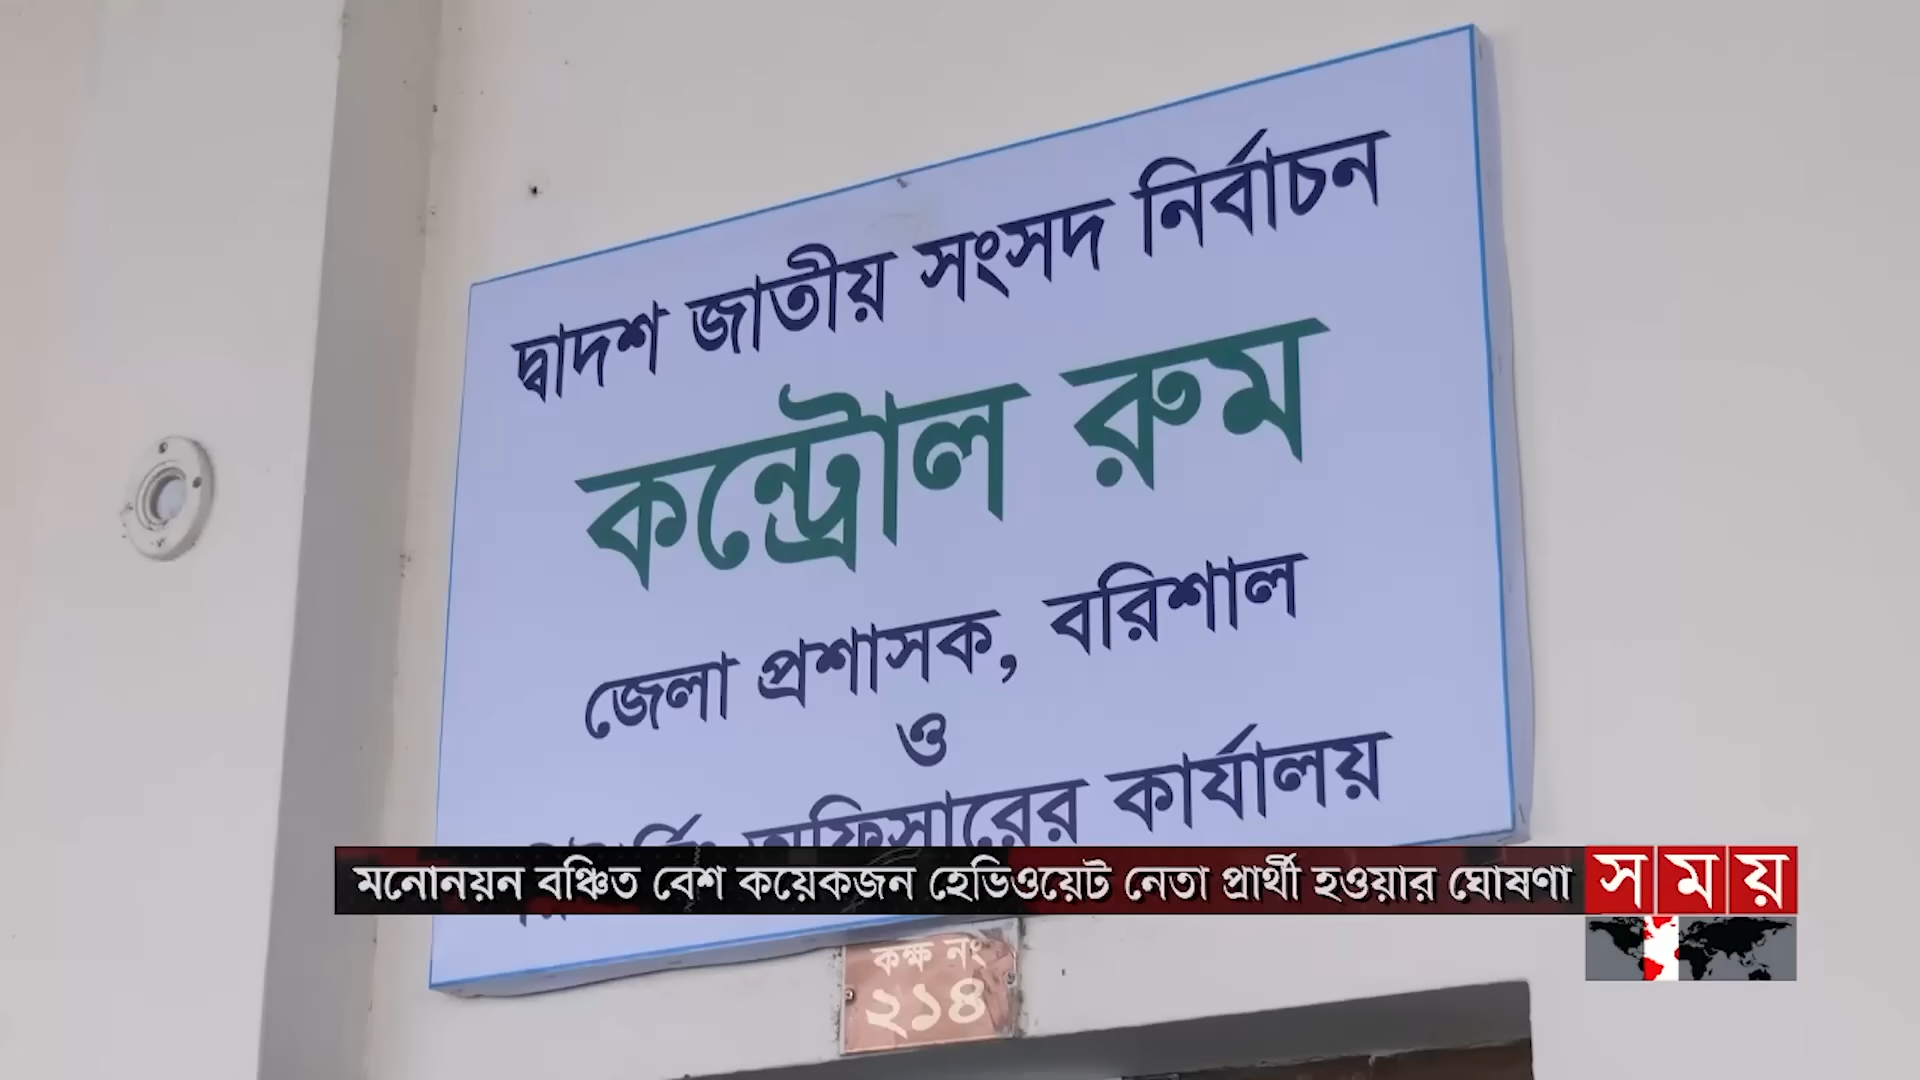 দ্বাদশ জাতীয় সংসদ নির্বাচন
কন্ট্রোল রুম
জেলা প্রশাসক, বরিশাল
ও
অফিসারের কার্যালয়
মনোনয়ন বঞ্চিত বেশ কয়েকজন হেভিওয়েট নেতা প্রার্থী হওয়ার ঘোষণা
সময়
কক্ষ নং
২১৪